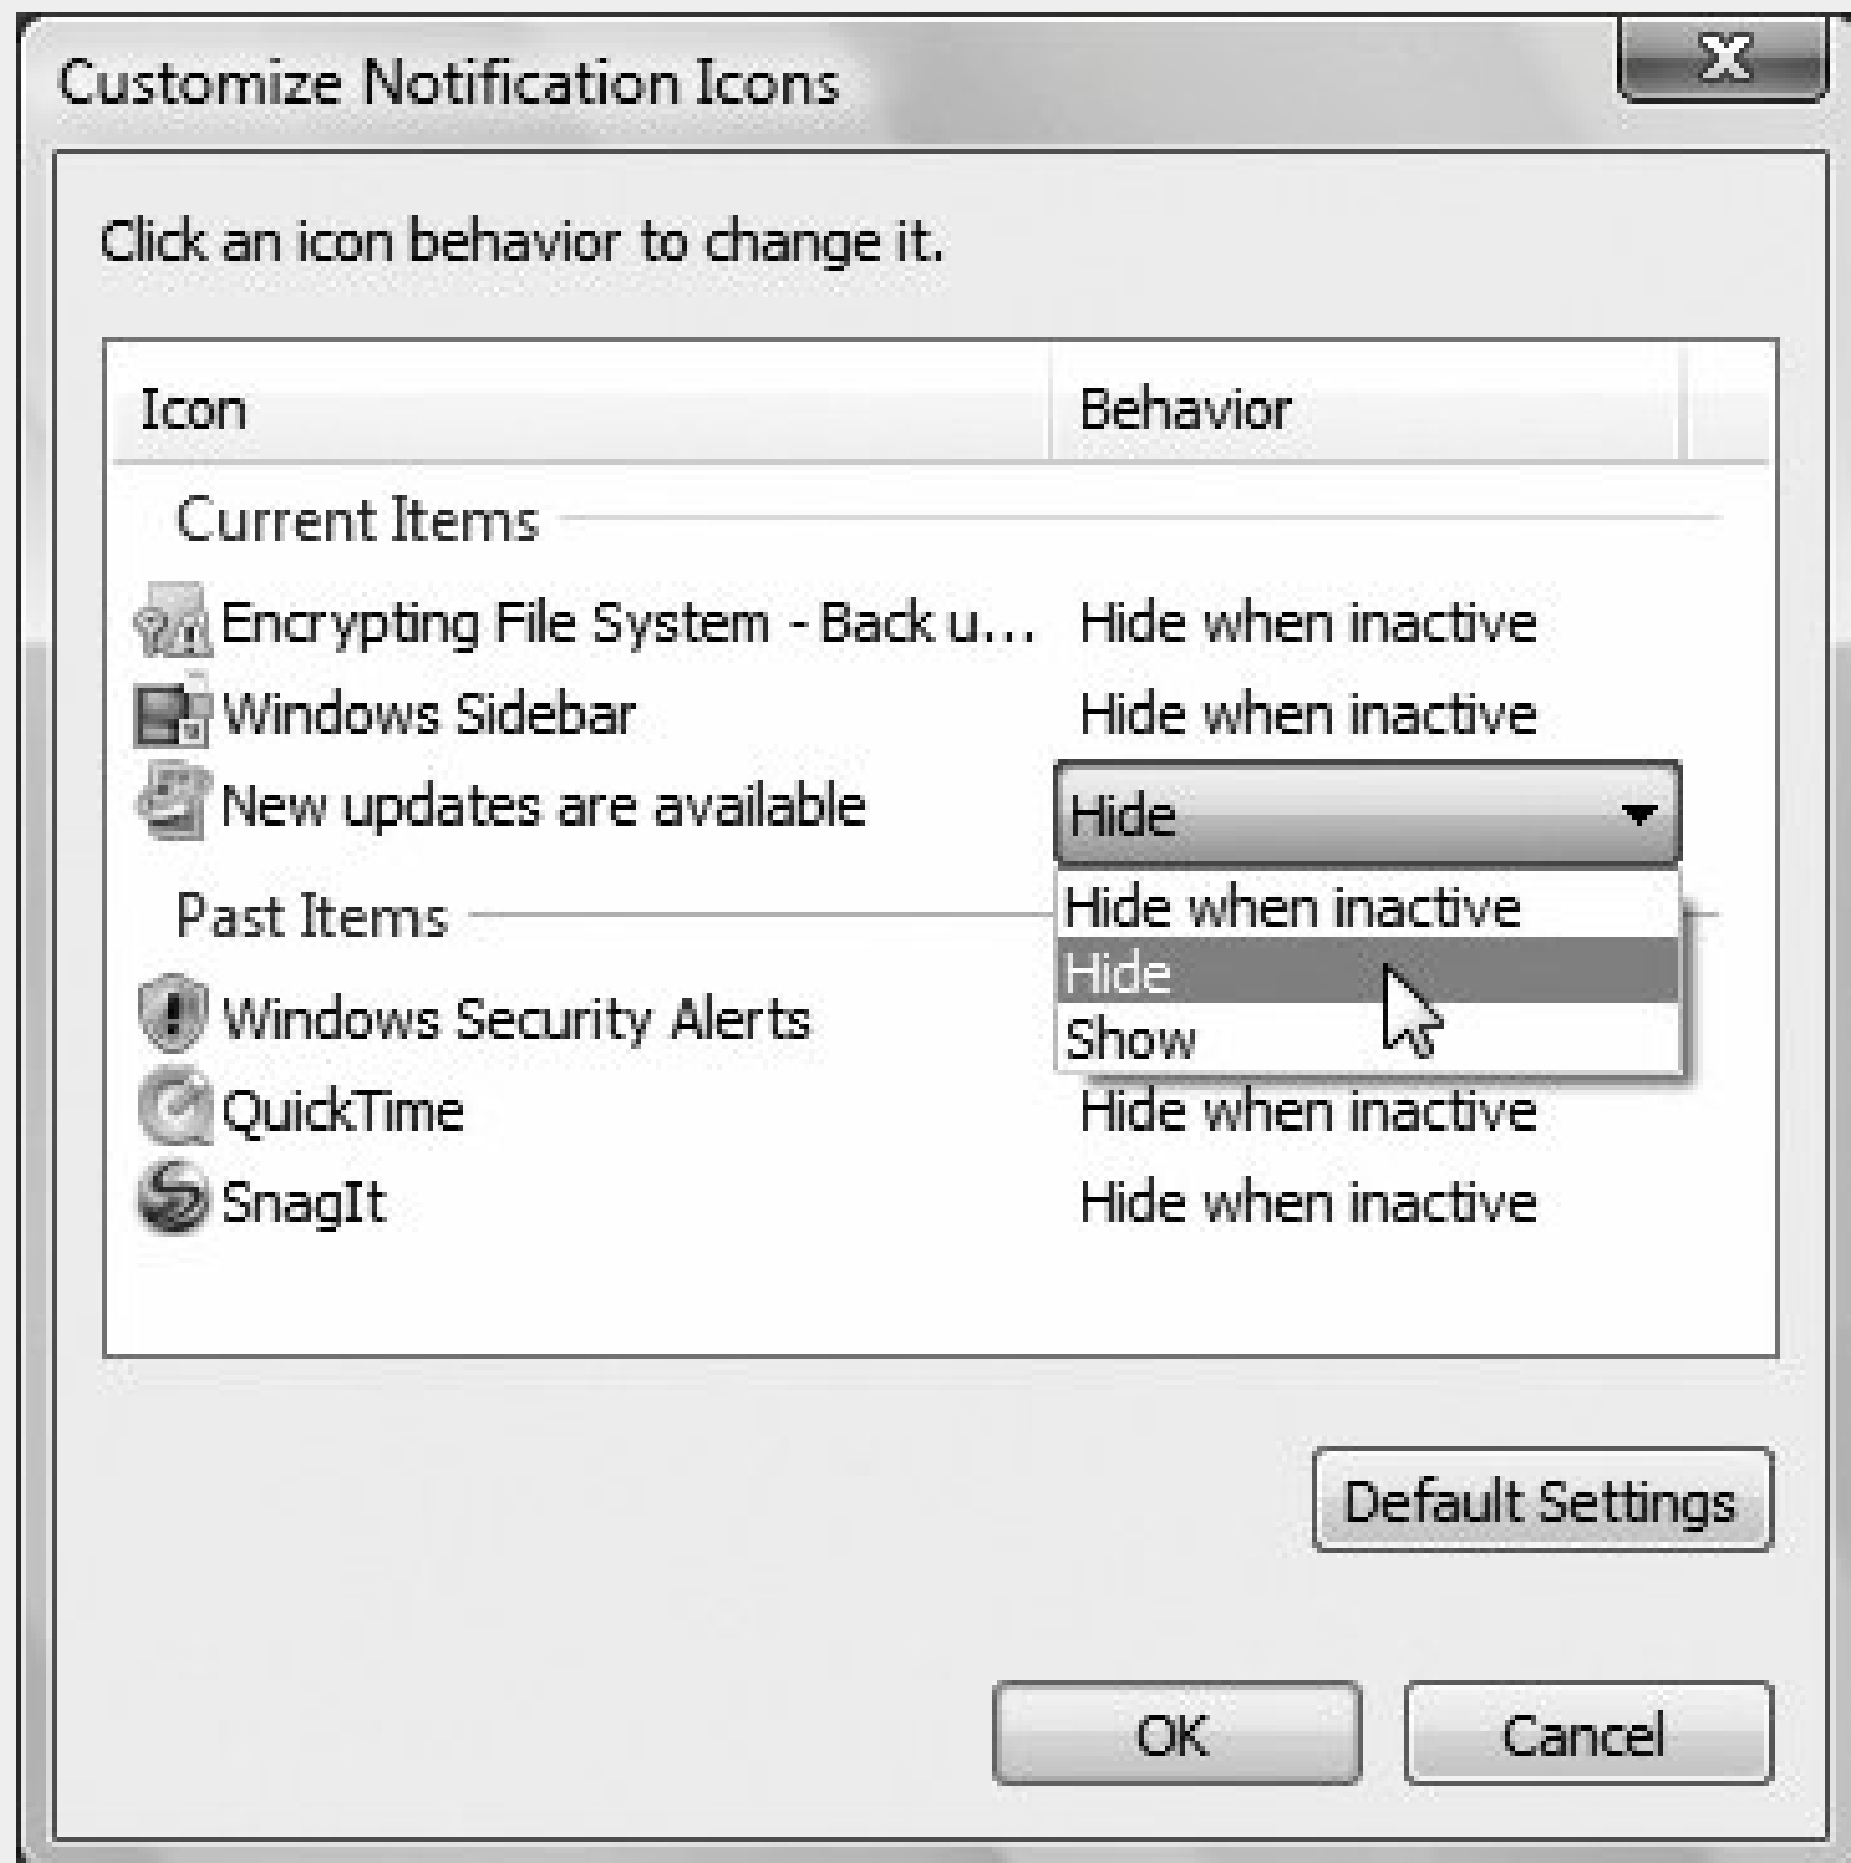 Customize Notification Icons
Click an icon behavior to change it.
Icon Behavior
Current Items
Encrypting File System - Back u... Hide when inactive
Windows Sidebar Hide when inactive
New updates are available Hide
Hide when inactive
Hide
Show
Past Items
Windows Security Alerts
QuickTime Hide when inactive
SnagIt Hide when inactive
Default Settings
OK Cancel